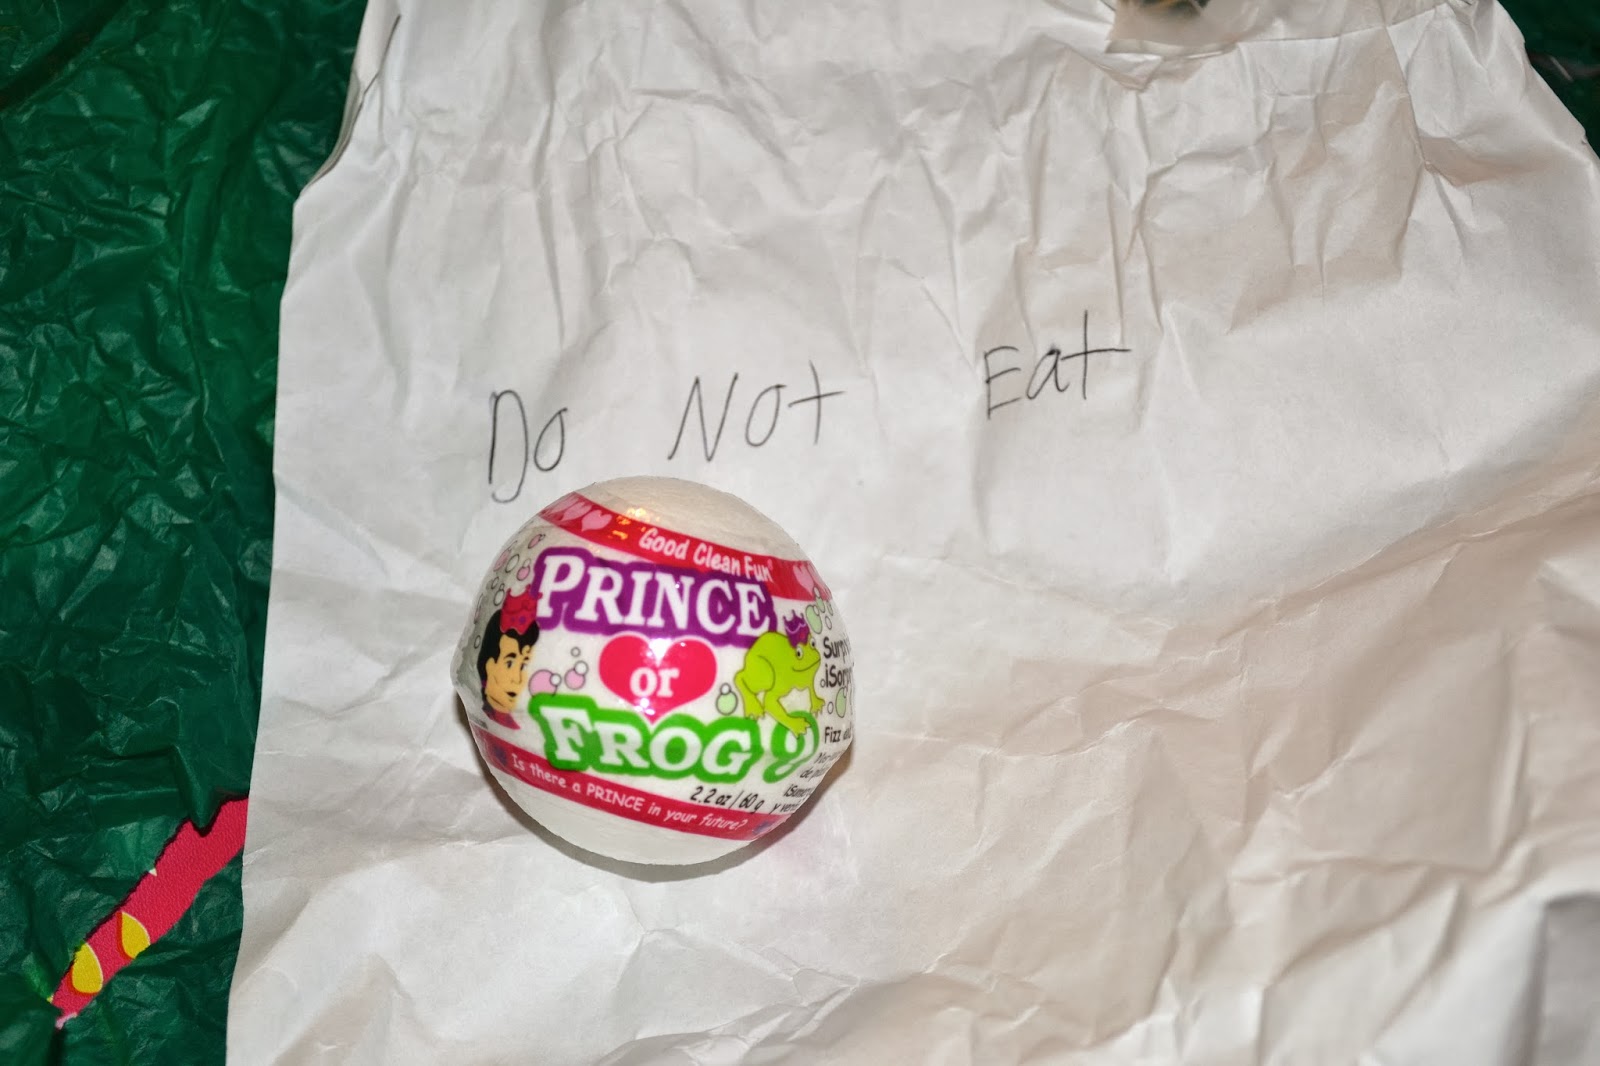 Do Not Eat
Good Clean Fun
PRINCE
or
FROG
Fizz
2.2 oz / 60 g
Is there a PRINCE in your future?